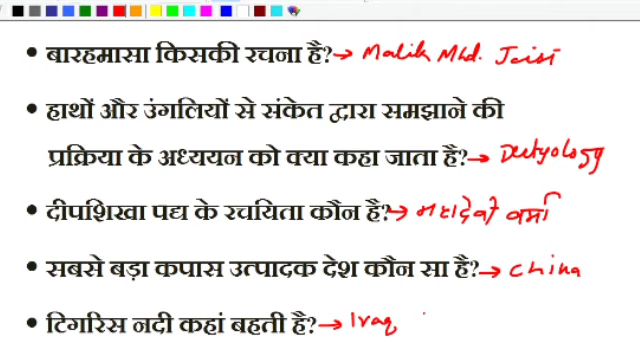 • बारहमासा किसकी रचना है? → Malik Mhd. Jaisi
• हाथों और उंगलियों से संकेत द्वारा समझाने की
प्रक्रिया के अध्ययन को क्या कहा जाता है? → Dectyology
• दीपशिखा पद्य के रचयिता कौन है? → महादेवी वर्मा
• सबसे बड़ा कपास उत्पादक देश कौन सा है? → China
• टिगरिस नदी कहां बहती है? → Iraq